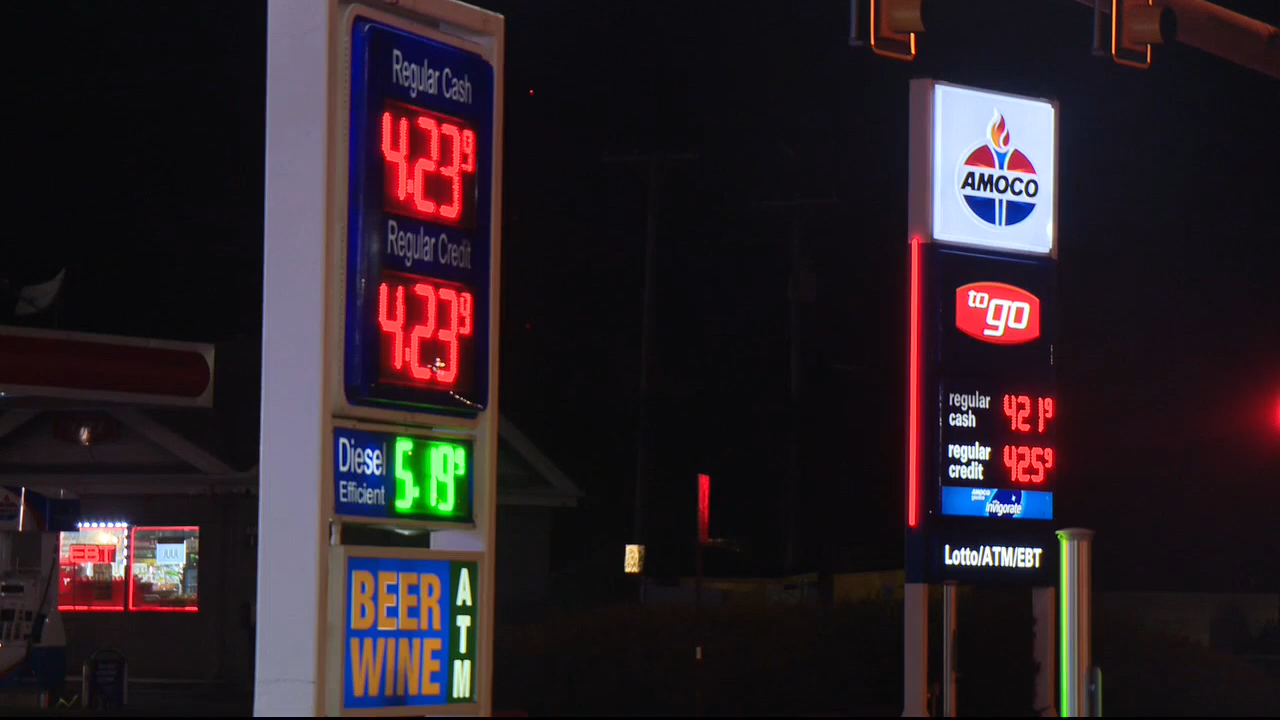 Regular Cash
4.23 9
Regular Credit
4.23 9
Diesel
Efficient
5.19 9
BEER
WINE
ATM
EBT
AMOCO
to
go
regular
cash
4.21 9
regular
credit
4.25 9
invigorate
Lotto/ATM/EBT